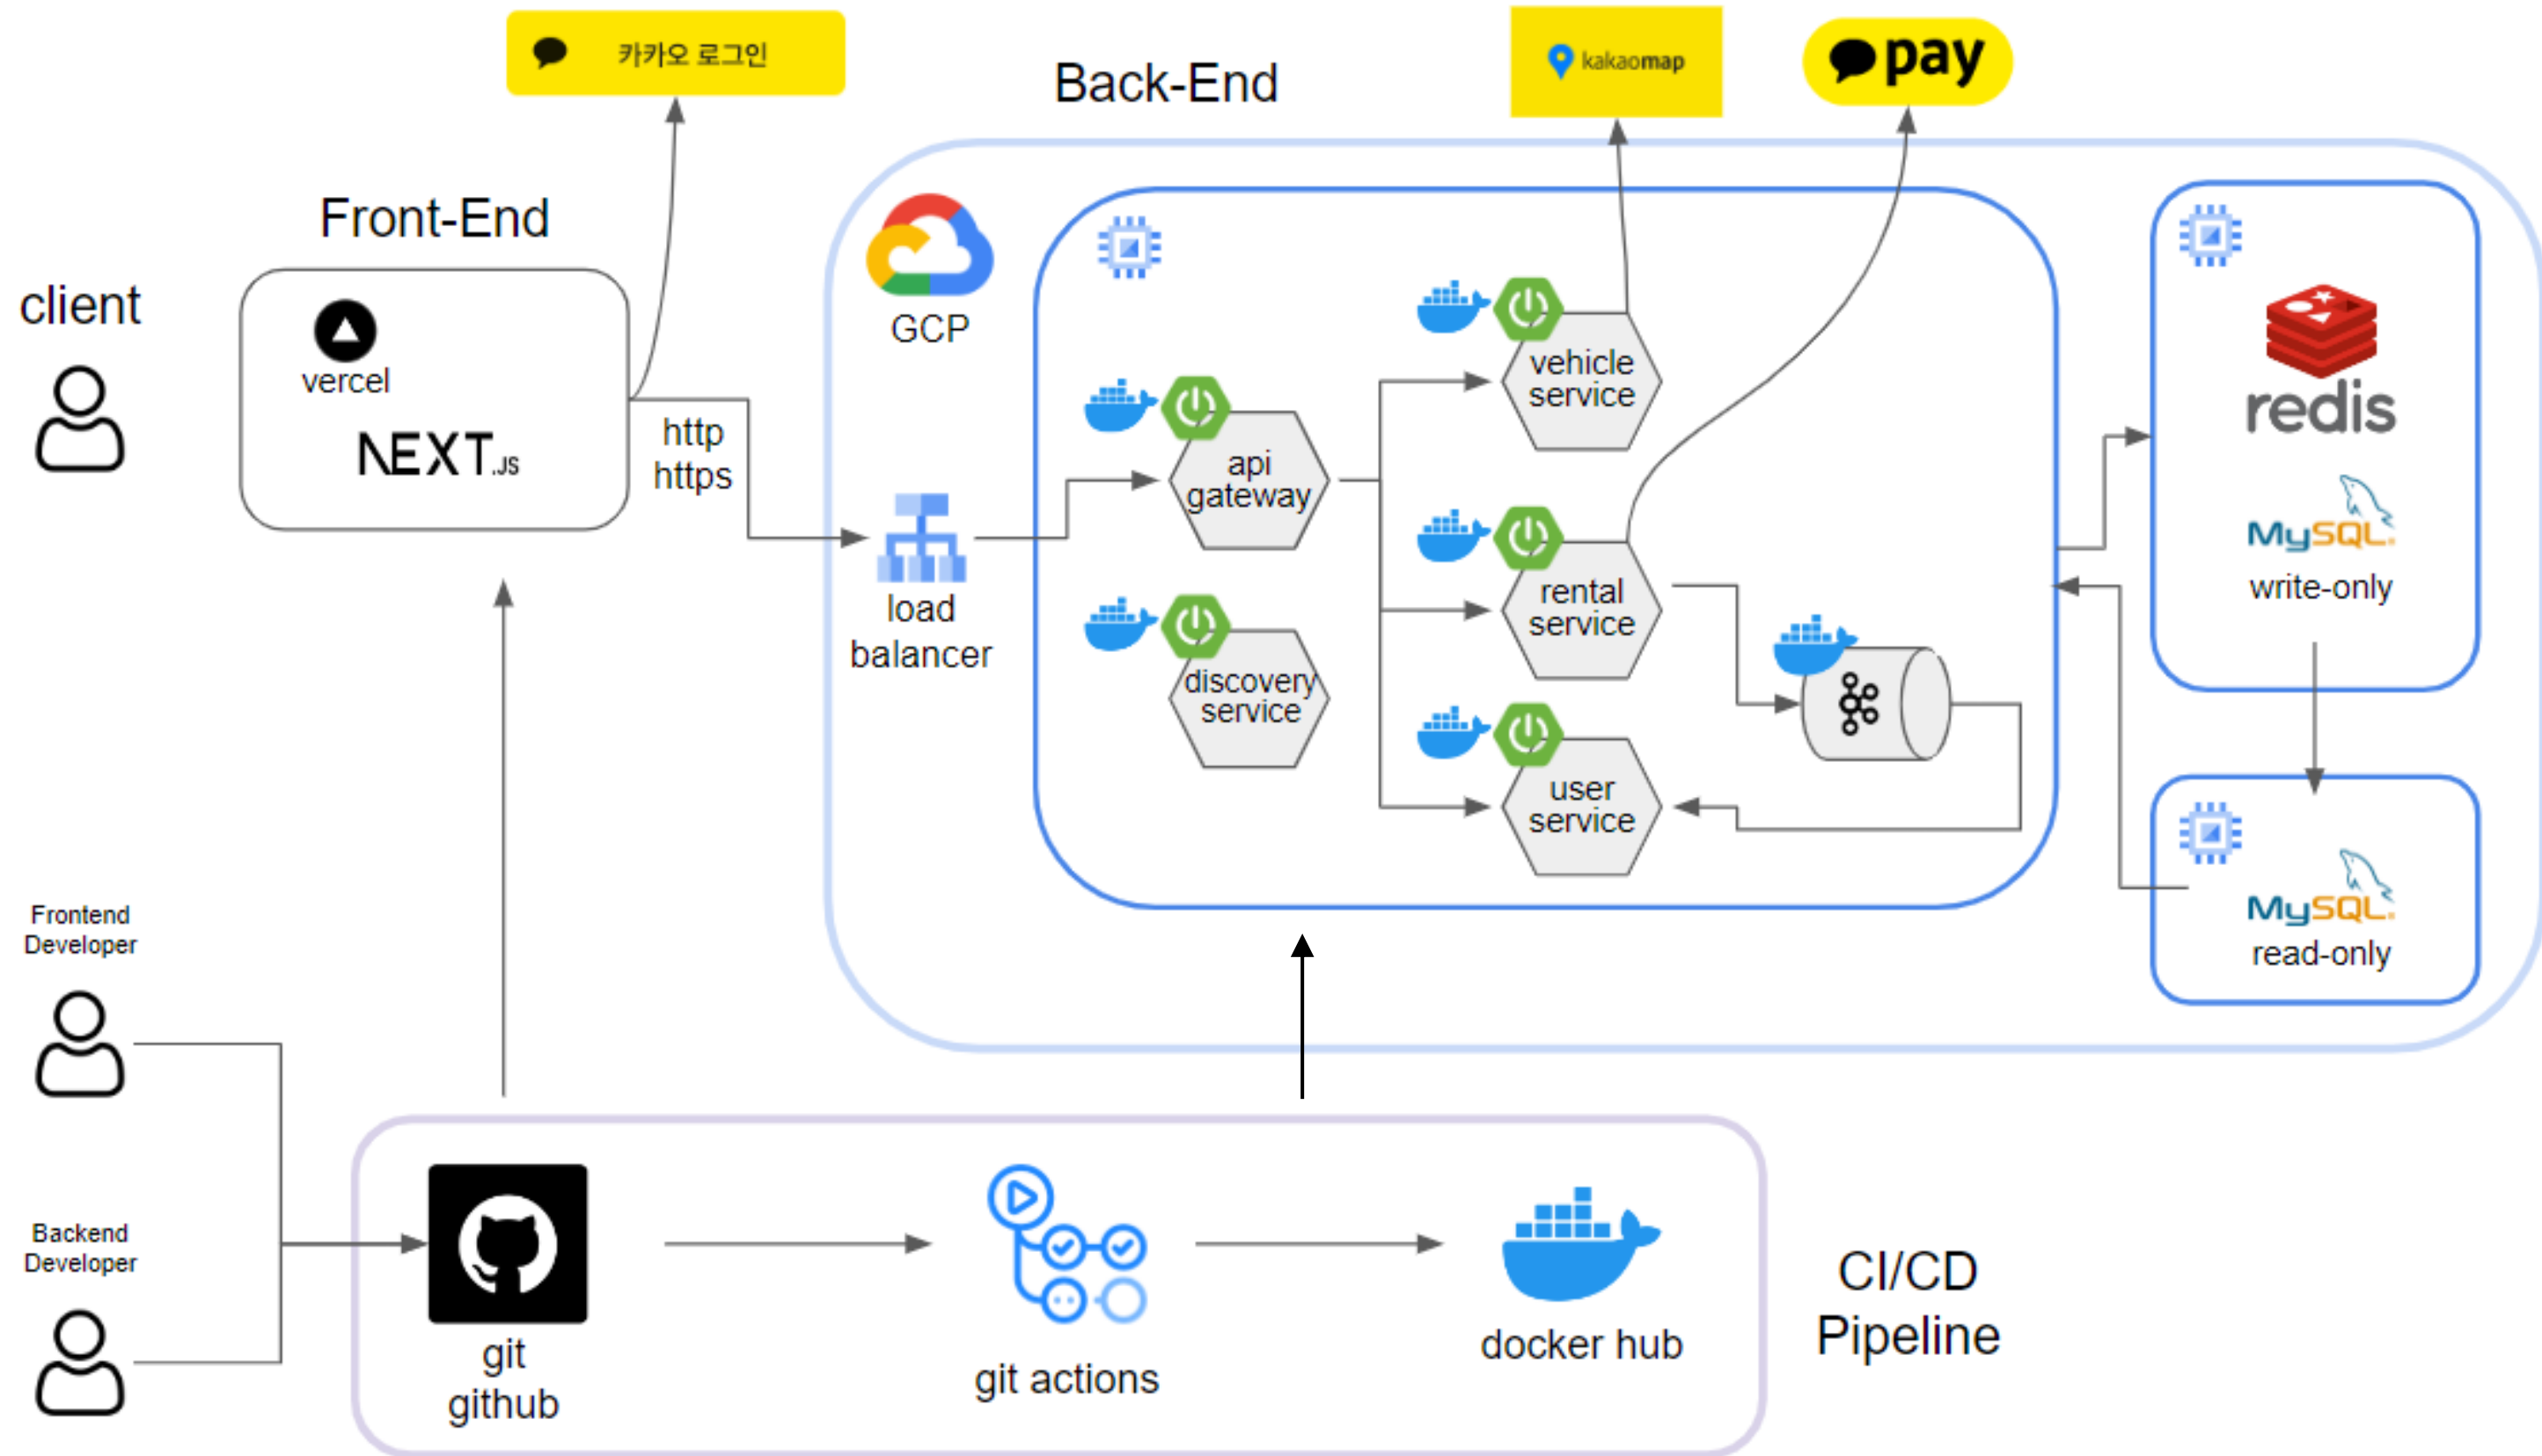 카카오 로그인
Back-End
kakaomap
pay
Front-End
client
vercel
NEXT.JS
http
https
GCP
load
balancer
api
gateway
discovery
service
vehicle
service
rental
service
user
service
redis
MySQL
write-only
MySQL
read-only
Frontend
Developer
Backend
Developer
git
github
git actions
docker hub
CI/CD
Pipeline